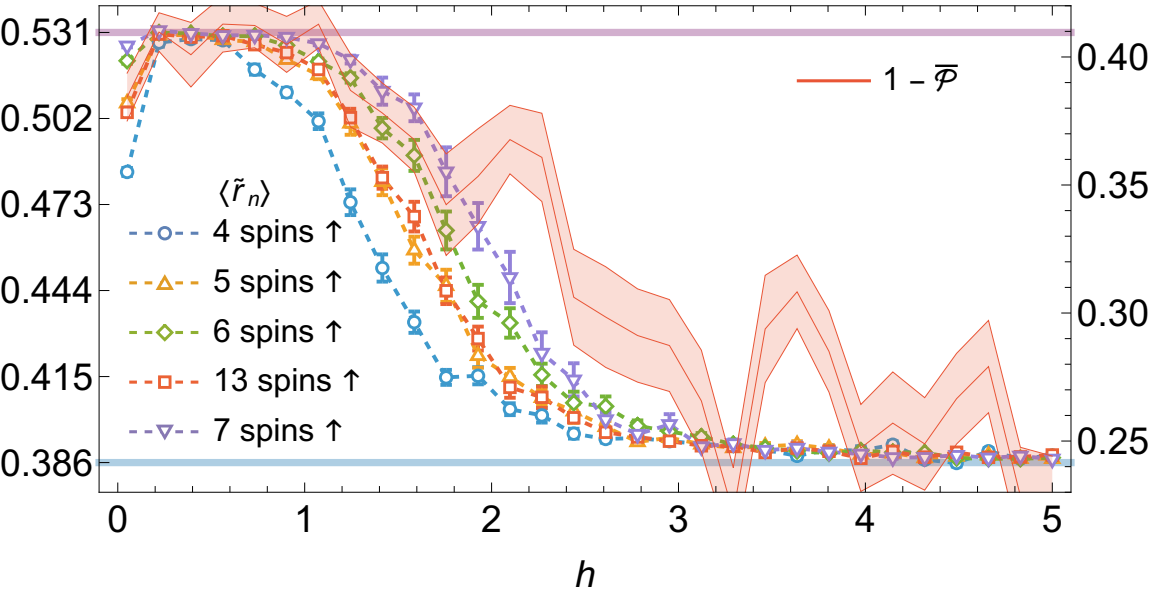 0.531
0.502
0.473
0.444
0.415
0.386
⟨r̃ₙ⟩
4 spins ↑
5 spins ↑
6 spins ↑
13 spins ↑
7 spins ↑
1 − 𝒫̅
0.40
0.35
0.30
0.25
0 1 2 3 4 5
h